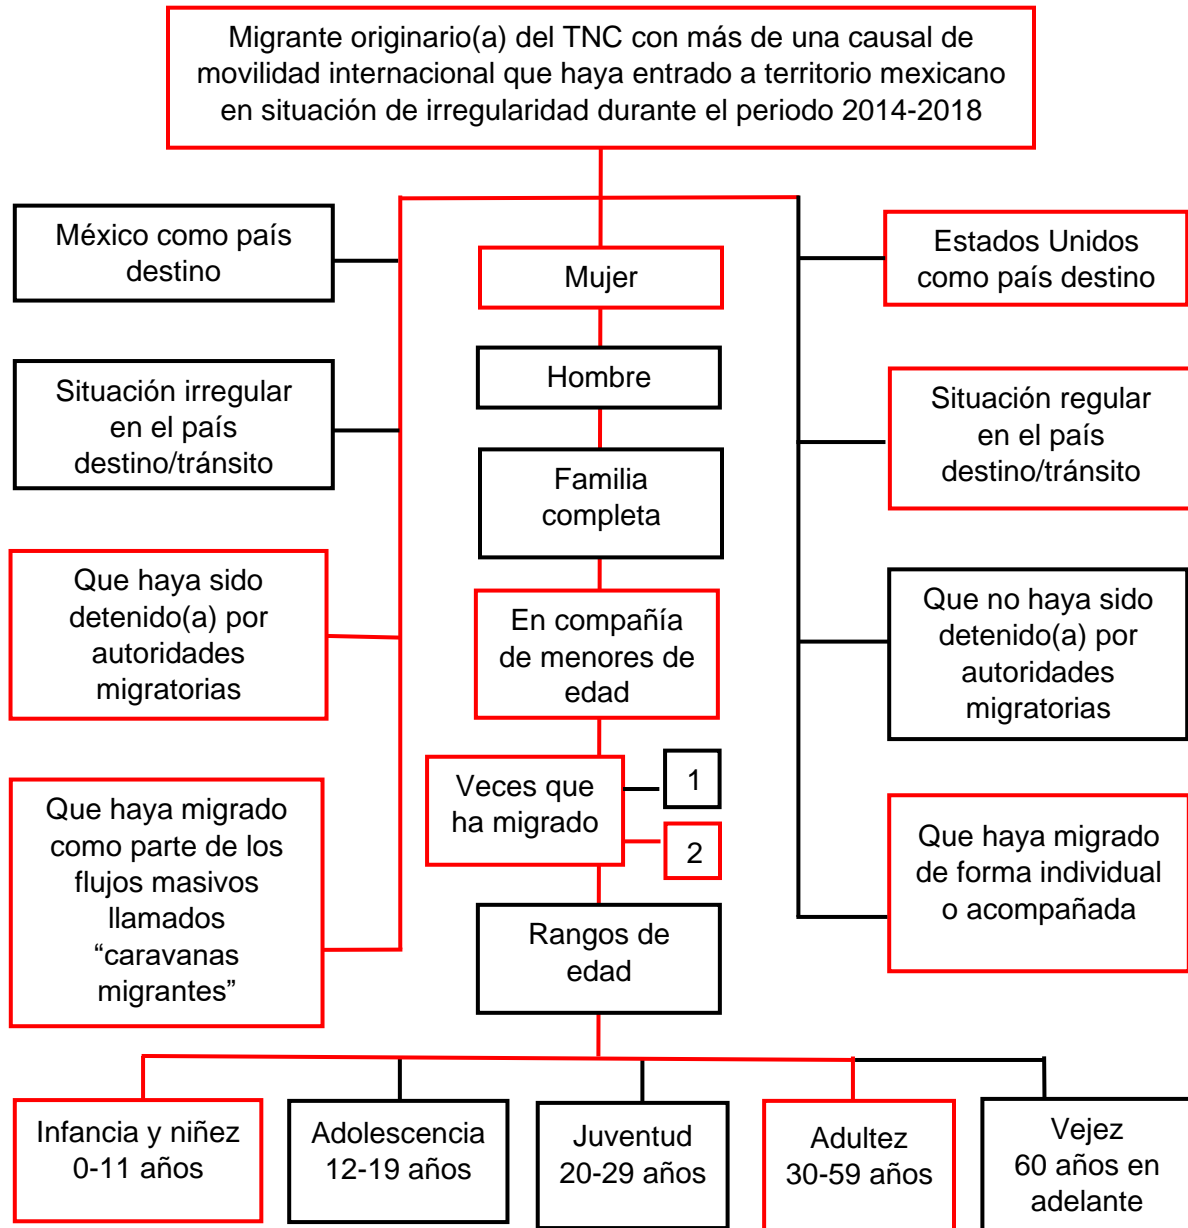 Migrante originario(a) del TNC con más de una causal de
movilidad internacional que haya entrado a territorio mexicano
en situación de irregularidad durante el periodo 2014-2018
México como país
destino
Situación irregular
en el país
destino/tránsito
Que haya sido
detenido(a) por
autoridades
migratorias
Que haya migrado
como parte de los
flujos masivos
llamados
“caravanas
migrantes”
Mujer
Hombre
Familia
completa
En compañía
de menores de
edad
Veces que
ha migrado
1
2
Rangos de
edad
Estados Unidos
como país destino
Situación regular
en el país
destino/tránsito
Que no haya sido
detenido(a) por
autoridades
migratorias
Que haya migrado
de forma individual
o acompañada
Infancia y niñez
0-11 años
Adolescencia
12-19 años
Juventud
20-29 años
Adultez
30-59 años
Vejez
60 años en
adelante